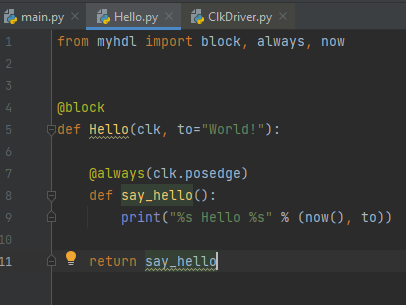 main.py Hello.py ClkDriver.py
1 from myhdl import block, always, now
2
3
4 @block
5 def Hello(clk, to="World!"):
6
7     @always(clk.posedge)
8     def say_hello():
9         print("%s Hello %s" % (now(), to))
10
11     return say_hello